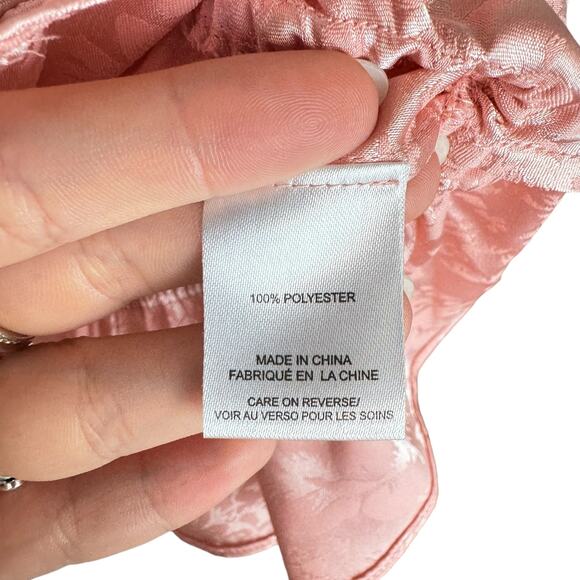 100% POLYESTER
MADE IN CHINA
FABRIQUÉ EN LA CHINE
CARE ON REVERSE/
VOIR AU VERSO POUR LES SOINS